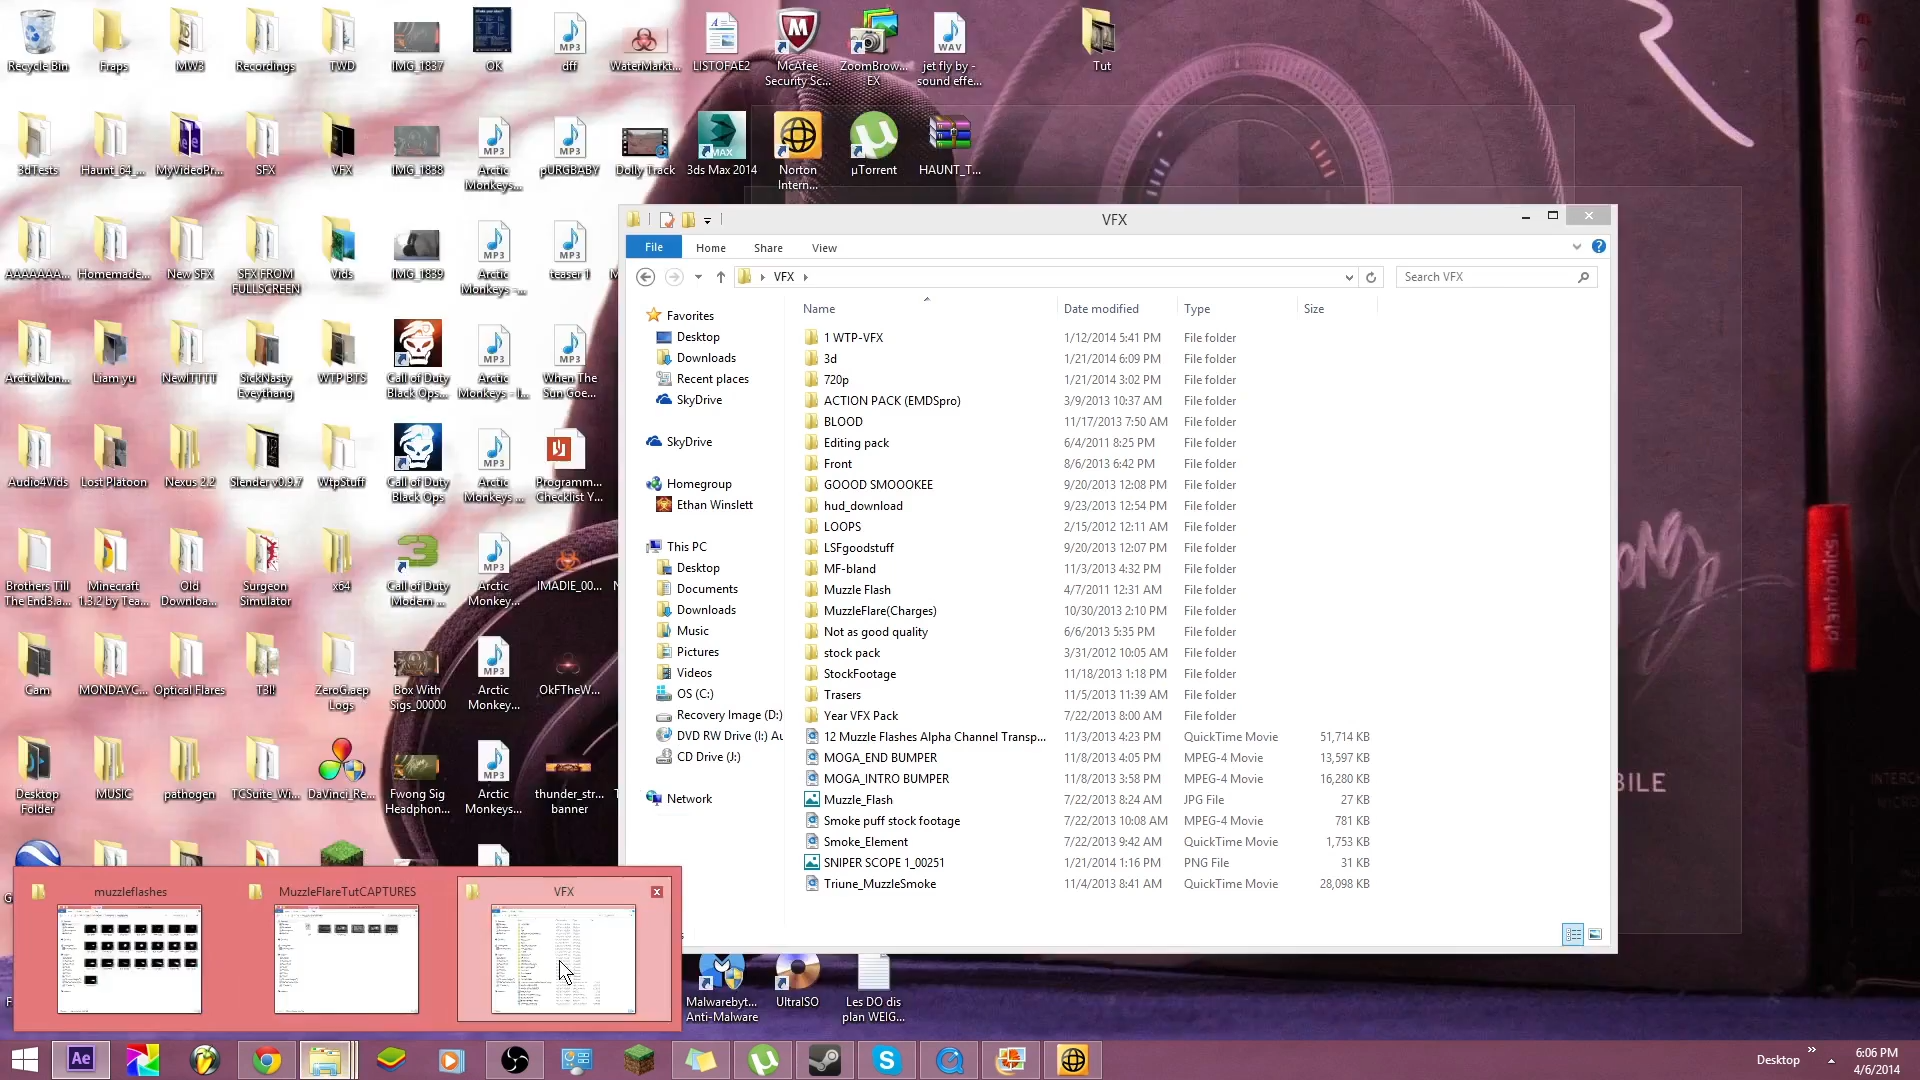 Recycle Bin
Fraps
MW3
Recordings
TWD
IMG_1837
OK
dff
WaterMarkt...
LISTOFAE2
McAfee Security Sc...
ZoomBrow... EX
jet fly by - sound effe...
Tut
3dTests
Haunt_64_...
MyVideoPr...
SFX
VFX
IMG_1838
Arctic Monkeys...
pURGBABY
Dolly Track
3ds Max 2014
Norton Intern...
µTorrent
HAUNT_T...
AAAAAAA...
Homemade...
New SFX
SFX FROM FULLSCREEN
Vids
IMG_1839
Arctic Monkeys -...
teaser 1
ArcticMon...
Liam yu
NewITTTT
SickNasty Eveything
WTP BTS
Call of Duty Black Ops...
Arctic Monkeys - I...
When The Sun Goe...
Audio4Vids
Lost Platoon
Nexus 2.2
Slender v0.9.7
WtpStuff
Call of Duty Black Ops
Arctic Monkeys ...
Programm... Checklist Y...
Brothers Till The End3.a...
Minecraft 1.3.2 by Tea...
Old Downloa...
Surgeon Simulator
x64
Call of Duty Modern ...
Arctic Monkey...
IMADIE_00...
Cam
MONDAYC...
Optical Flares
T3I!
ZeroG.aep Logs
Box With Sigs_00000
Arctic Monkey...
OkFTheW...
Desktop Folder
MUSIC
pathogen
TCSuite_Wi...
DaVinci_Re...
Fwong Sig Headphon...
Arctic Monkeys...
thunder_str... banner
VFX
File
Home
Share
View
VFX
Search VFX
Name
Date modified
Type
Size
Favorites
Desktop
Downloads
Recent places
SkyDrive
SkyDrive
Homegroup
Ethan Winslett
This PC
Desktop
Documents
Downloads
Music
Pictures
Videos
OS (C:)
Recovery Image (D:)
DVD RW Drive (I:) Au
CD Drive (J:)
Network
1 WTP-VFX 1/12/2014 5:41 PM File folder
3d 1/21/2014 6:09 PM File folder
720p 1/21/2014 3:02 PM File folder
ACTION PACK (EMDSpro) 3/9/2013 10:37 AM File folder
BLOOD 11/17/2013 7:50 AM File folder
Editing pack 6/4/2011 8:25 PM File folder
Front 8/6/2013 6:42 PM File folder
GOOOD SMOOOKEE 9/20/2013 12:08 PM File folder
hud_download 9/23/2013 12:54 PM File folder
LOOPS 2/15/2012 12:11 AM File folder
LSFgoodstuff 9/20/2013 12:07 PM File folder
MF-bland 11/3/2013 4:32 PM File folder
Muzzle Flash 4/7/2011 12:31 AM File folder
MuzzleFlare(Charges) 10/30/2013 2:10 PM File folder
Not as good quality 6/6/2013 5:35 PM File folder
stock pack 3/31/2012 10:05 AM File folder
StockFootage 11/18/2013 1:18 PM File folder
Trasers 11/5/2013 11:39 AM File folder
Year VFX Pack 7/22/2013 8:00 AM File folder
12 Muzzle Flashes Alpha Channel Transp... 11/3/2013 4:23 PM QuickTime Movie 51,714 KB
MOGA_END BUMPER 11/8/2013 4:05 PM MPEG-4 Movie 13,597 KB
MOGA_INTRO BUMPER 11/8/2013 3:58 PM MPEG-4 Movie 16,280 KB
Muzzle_Flash 7/22/2013 8:24 AM JPG File 27 KB
Smoke puff stock footage 7/22/2013 10:08 AM MPEG-4 Movie 781 KB
Smoke_Element 7/22/2013 9:42 AM QuickTime Movie 1,753 KB
SNIPER SCOPE 1_00251 1/21/2014 1:16 PM PNG File 31 KB
Triune_MuzzleSmoke 11/4/2013 8:41 AM QuickTime Movie 28,098 KB
plantronics
BILE
muzzleflashes
MuzzleFlareTutCAPTURES
VFX
Malwareby... Anti-Malware
UltraISO
Les DO dis plan WEIG...
Ae
Desktop
6:06 PM
4/6/2014